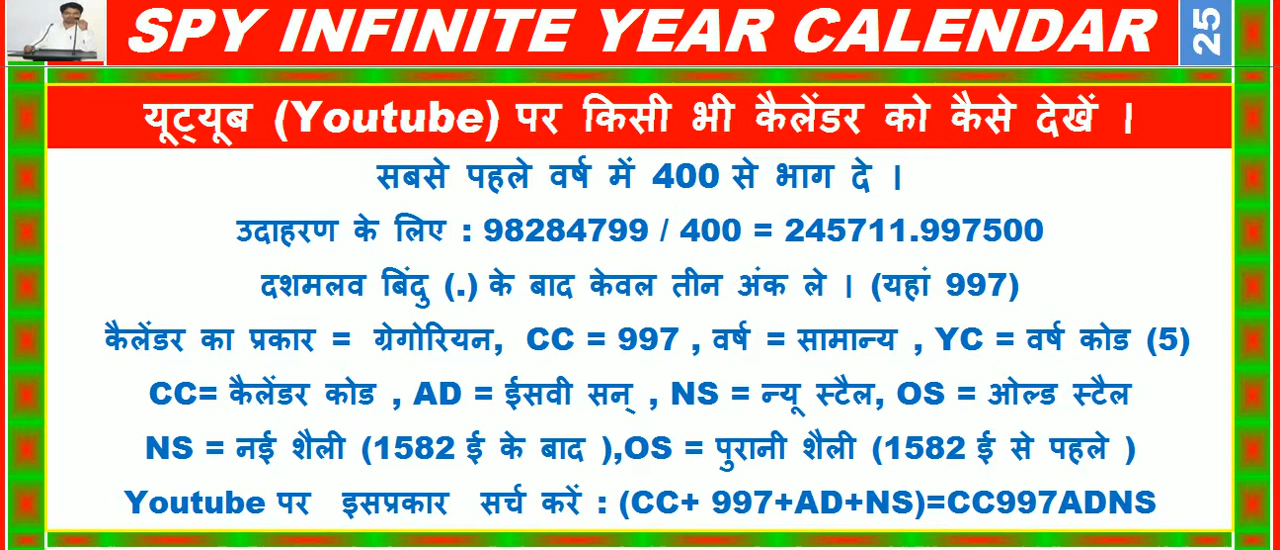 SPY INFINITE YEAR CALENDAR
25
यूट्यूब (Youtube) पर किसी भी कैलेंडर को कैसे देखें ।
सबसे पहले वर्ष में 400 से भाग दे ।
उदाहरण के लिए : 98284799 / 400 = 245711.997500
दशमलव बिंदु (.) के बाद केवल तीन अंक ले । (यहां 997)
कैलेंडर का प्रकार = ग्रेगोरियन, CC = 997 , वर्ष = सामान्य , YC = वर्ष कोड (5)
CC= कैलेंडर कोड , AD = ईसवी सन् , NS = न्यू स्टैल, OS = ओल्ड स्टैल
NS = नई शैली (1582 ई के बाद ),OS = पुरानी शैली (1582 ई से पहले )
Youtube पर इसप्रकार सर्च करें : (CC+ 997+AD+NS)=CC997ADNS